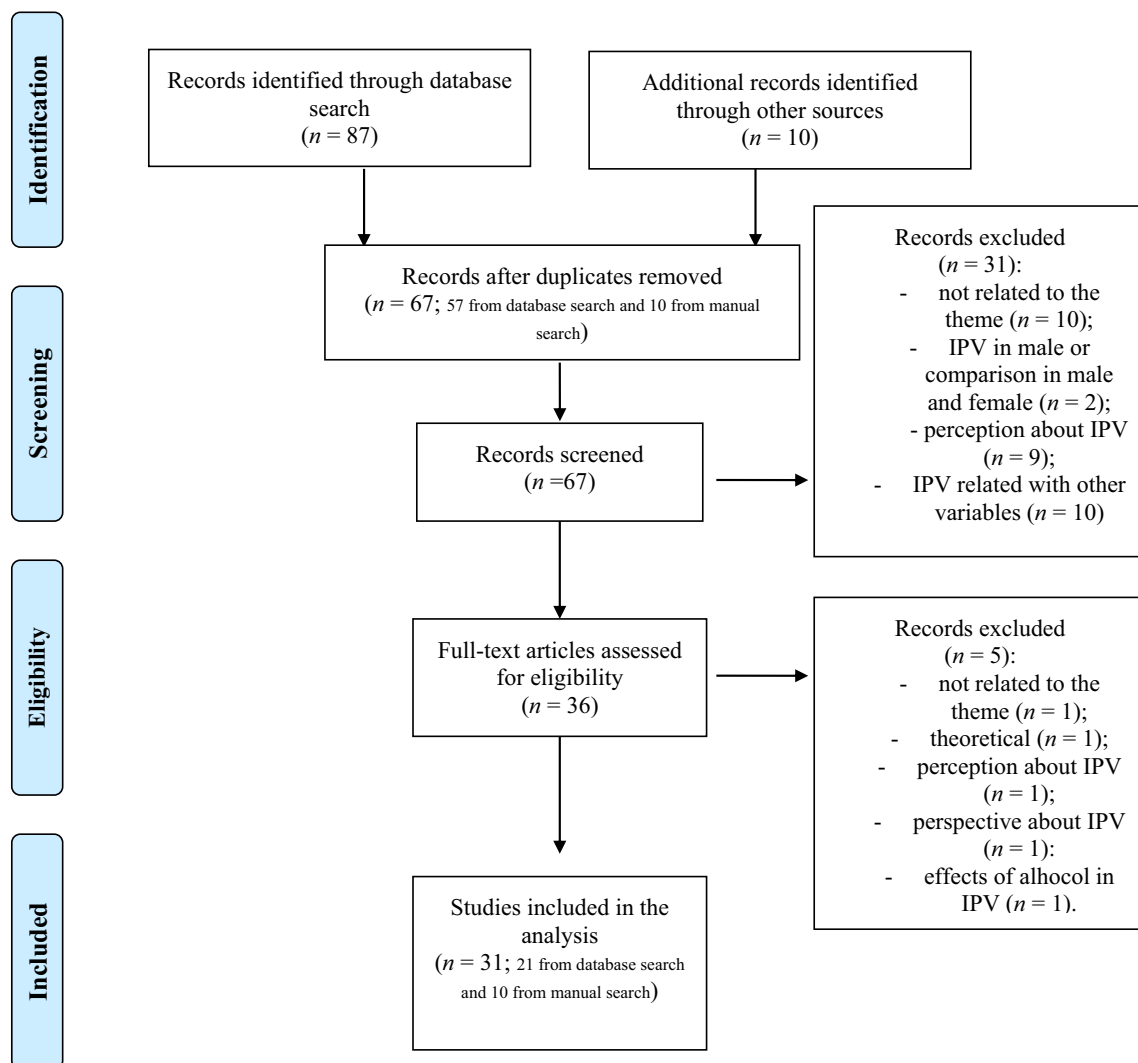 Identification
Records identified through database
search
(n = 87)
Additional records identified
through other sources
(n = 10)
Records after duplicates removed
(n = 67; 57 from database search and 10 from manual
search)
Screening
Records screened
(n =67)
Records excluded
(n = 31):
- not related to the
theme (n = 10);
- IPV in male or
comparison in male
and female (n = 2);
- perception about IPV
(n = 9);
- IPV related with other
variables (n = 10)
Eligibility
Full-text articles assessed
for eligibility
(n = 36)
Records excluded
(n = 5):
- not related to the
theme (n = 1);
- theoretical (n = 1);
- perception about IPV
(n = 1);
- perspective about IPV
(n = 1):
- effects of alhocol in
IPV (n = 1).
Included
Studies included in the
analysis
(n = 31; 21 from database search
and 10 from manual search)